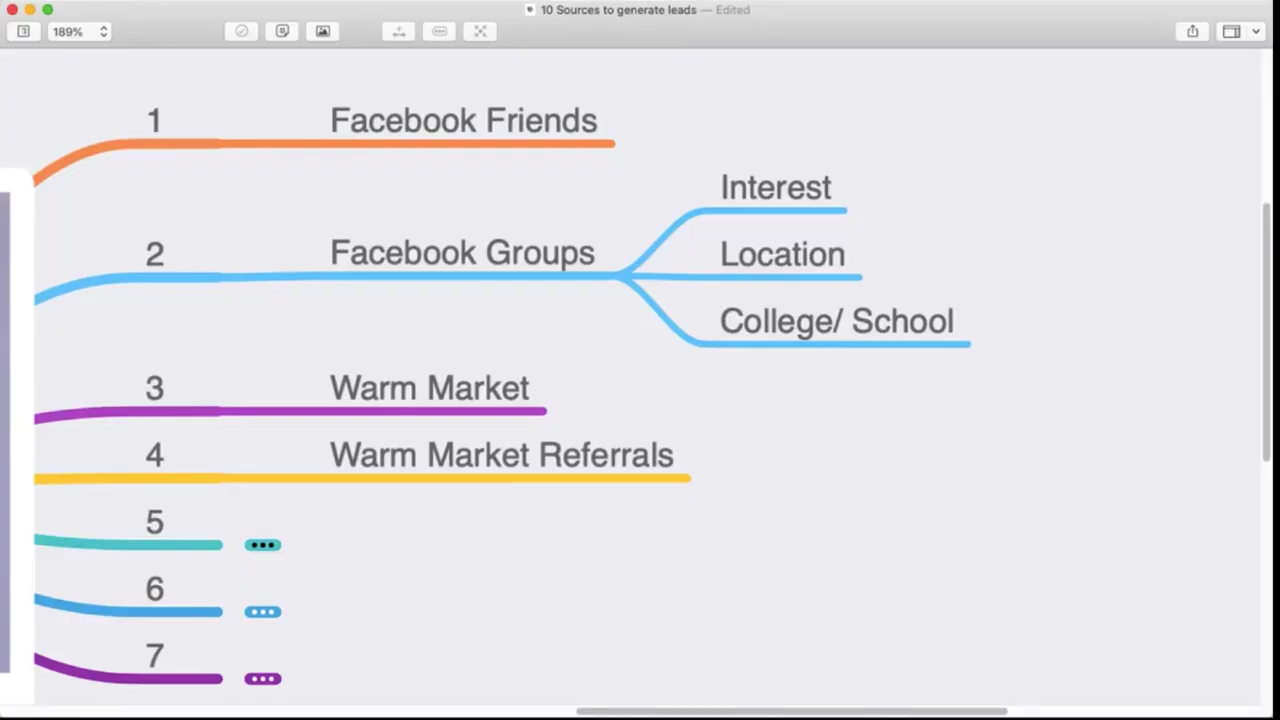 10 Sources to generate leads — Edited
189%
1 Facebook Friends
Interest
2 Facebook Groups Location
College/ School
3 Warm Market
4 Warm Market Referrals
5
6
7